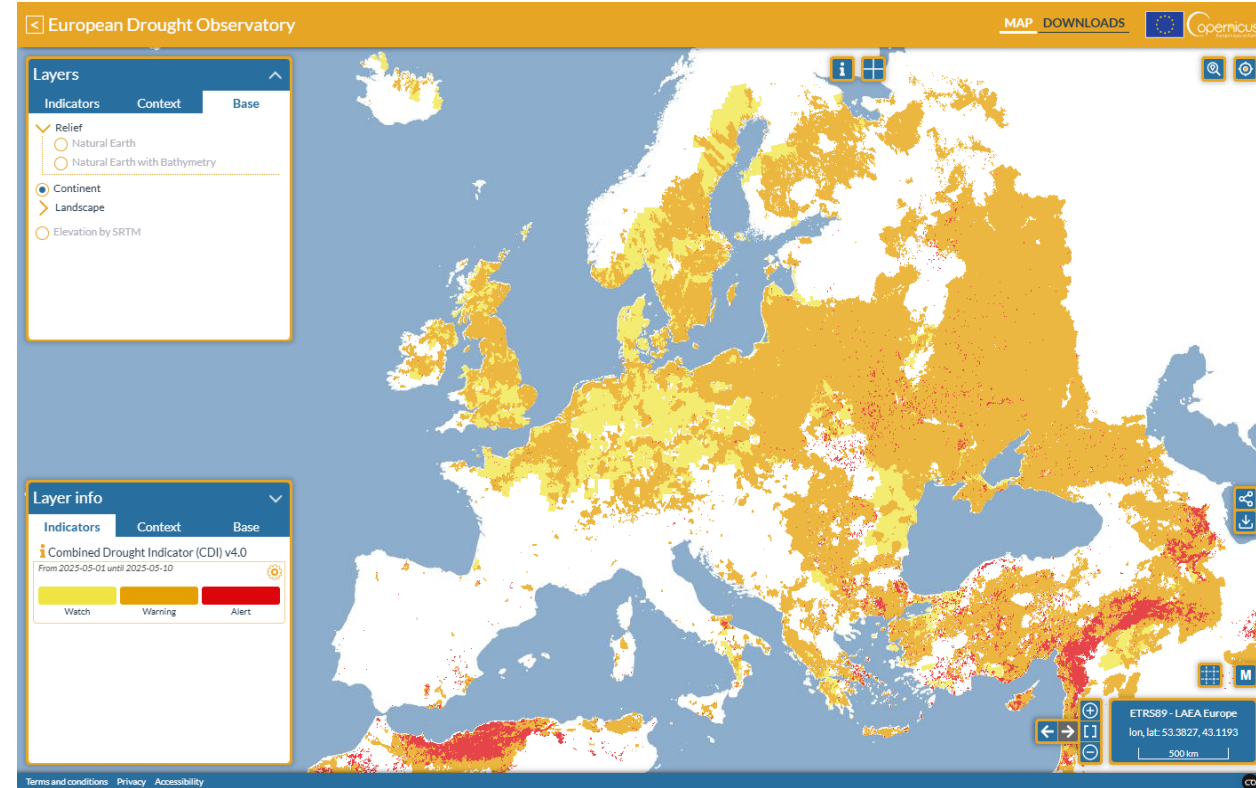 < European Drought Observatory
MAP DOWNLOADS
opernicus
Layers
Indicators Context Base
Relief
Natural Earth
Natural Earth with Bathymetry
Continent
Landscape
Elevation by SRTM
i
Layer info
Indicators Context Base
i Combined Drought Indicator (CDI) v4.0
From 2025-05-01 until 2025-05-10
Watch Warning Alert
M
ETRS89 - LAEA Europe
lon, lat: 53.3827, 43.1193
500 km
Terms and conditions Privacy Accessibility